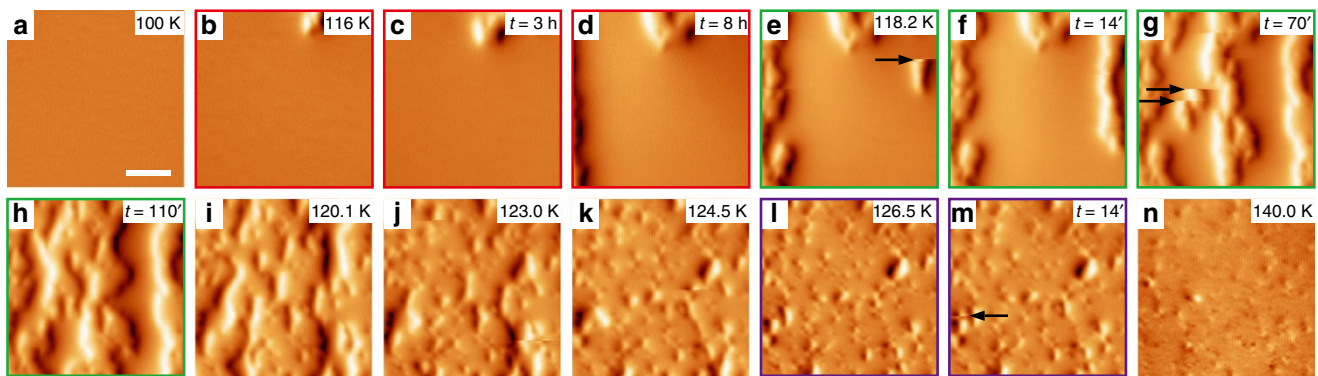 a 100 K
b 116 K
c t = 3 h
d t = 8 h
e 118.2 K
f t = 14′
g t = 70′
h t = 110′
i 120.1 K
j 123.0 K
k 124.5 K
l 126.5 K
m t = 14′
n 140.0 K